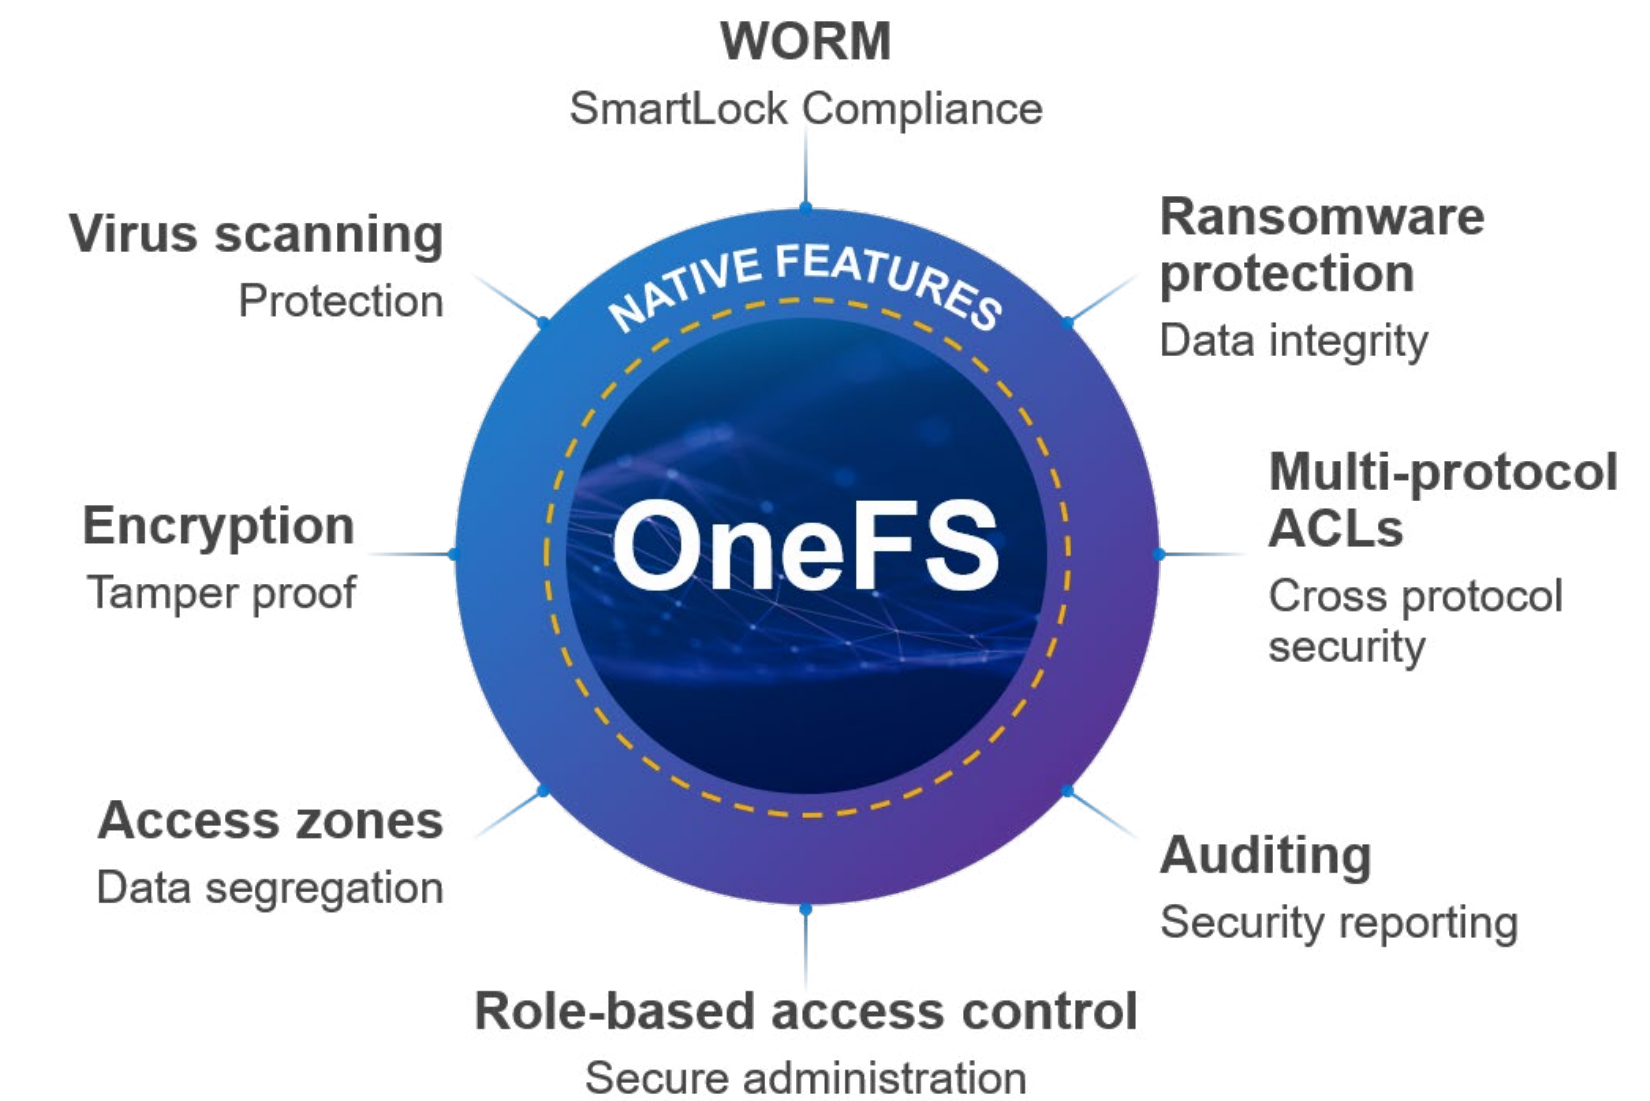 WORM
SmartLock Compliance
Virus scanning
Protection
Ransomware
protection
Data integrity
NATIVE FEATURES
OneFS
Encryption
Tamper proof
Multi-protocol
ACLs
Cross protocol
security
Access zones
Data segregation
Auditing
Security reporting
Role-based access control
Secure administration